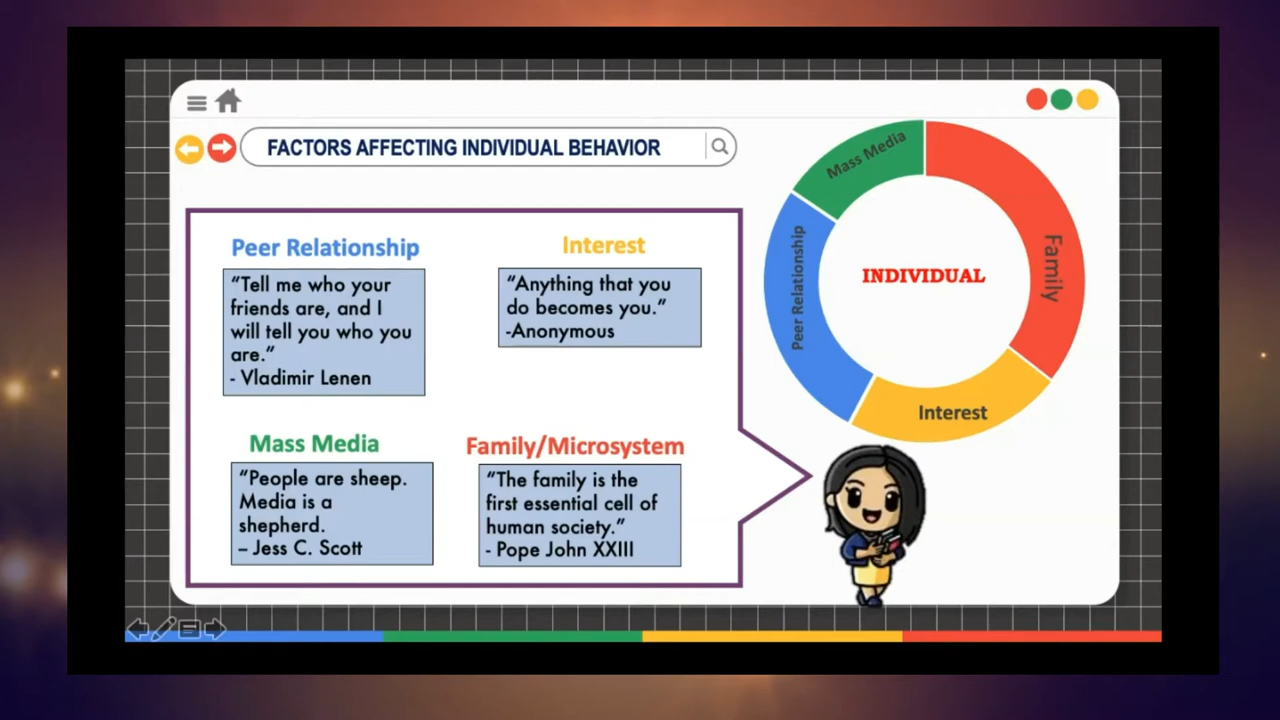 FACTORS AFFECTING INDIVIDUAL BEHAVIOR
Peer Relationship
“Tell me who your
friends are, and I
will tell you who you
are.”
- Vladimir Lenen
Interest
“Anything that you
do becomes you.”
-Anonymous
Mass Media
“People are sheep.
Media is a
shepherd.
– Jess C. Scott
Family/Microsystem
“The family is the
first essential cell of
human society.”
- Pope John XXIII
Mass Media
Family
Peer Relationship
INDIVIDUAL
Interest